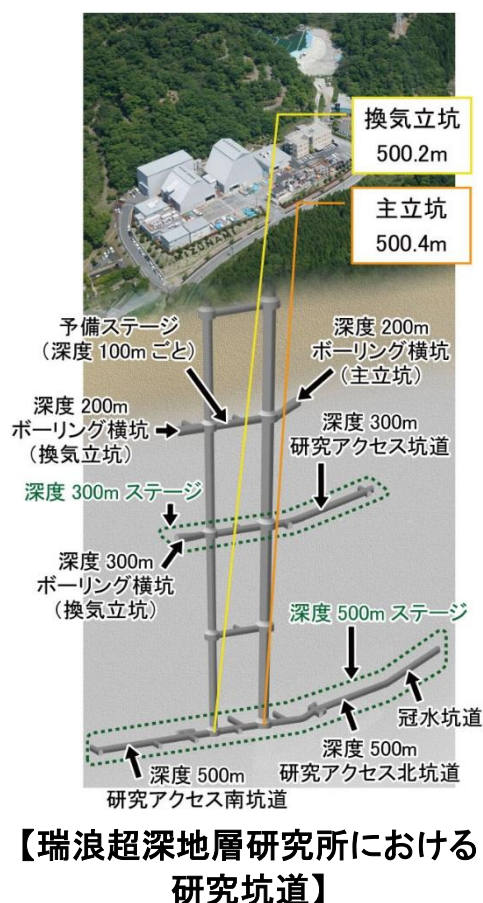 換気立坑
500.2m
主立坑
500.4m
MIZUNAMI
予備ステージ
（深度 100m ごと）
深度 200m
ボーリング横坑
（主立坑）
深度 200m
ボーリング横坑
（換気立坑）
深度 300m
研究アクセス坑道
深度 300m ステージ
深度 300m
ボーリング横坑
（換気立坑）
深度 500m ステージ
冠水坑道
深度 500m
研究アクセス北坑道
深度 500m
研究アクセス南坑道
【瑞浪超深地層研究所における
研究坑道】